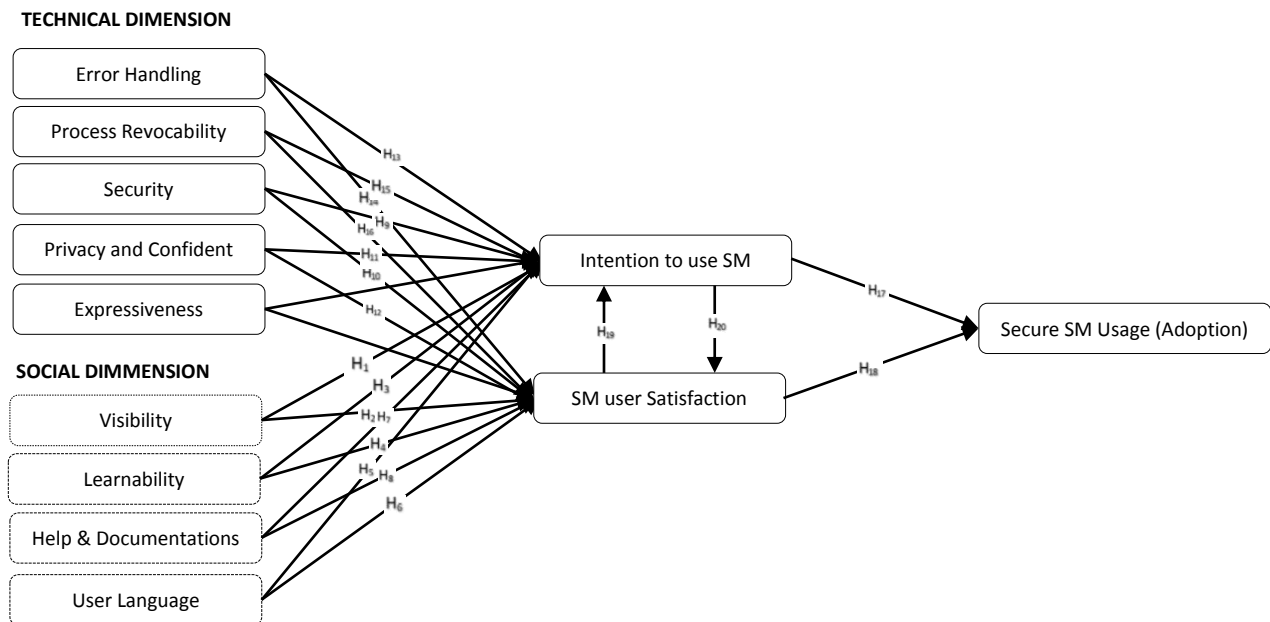 TECHNICAL DIMENSION
Error Handling
Process Revocability
Security
Privacy and Confident
Expressiveness
SOCIAL DIMMENSION
Visibility
Learnability
Help & Documentations
User Language
H₁₃
H₁₅
H₁₄
H₉
H₁₆
H₁₁
H₁₀
H₁₂
H₁
H₃
H₂ H₇
H₄
H₅ H₈
H₆
Intention to use SM
H₁₉
H₂₀
SM user Satisfaction
H₁₇
H₁₈
Secure SM Usage (Adoption)